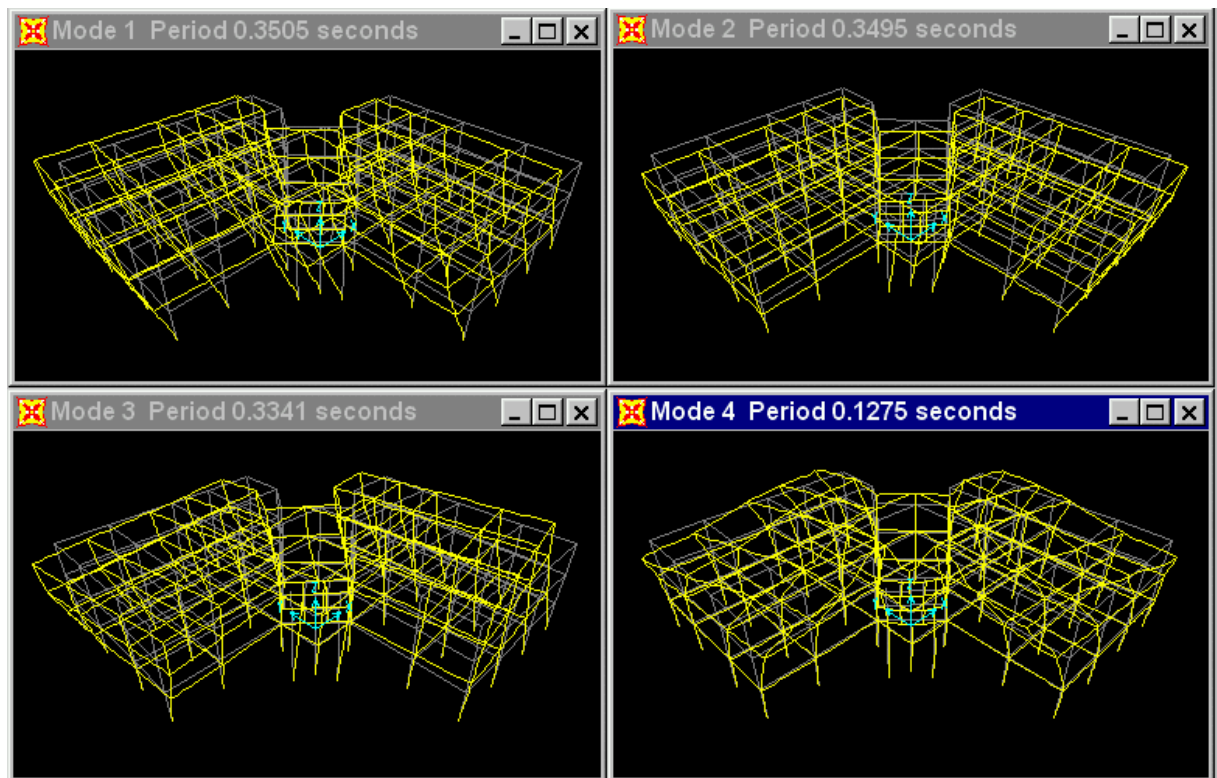 Mode 1 Period 0.3505 seconds
Mode 2 Period 0.3495 seconds
Mode 3 Period 0.3341 seconds
Mode 4 Period 0.1275 seconds